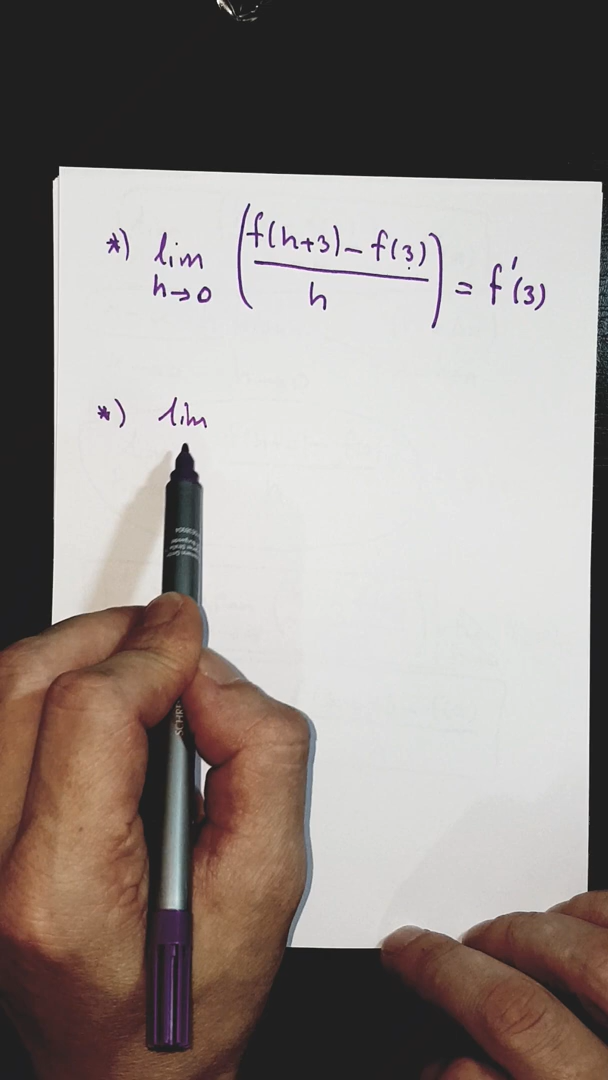 *) lim h→0 (f(h+3)-f(3) / h) = f'(3)
*) lim